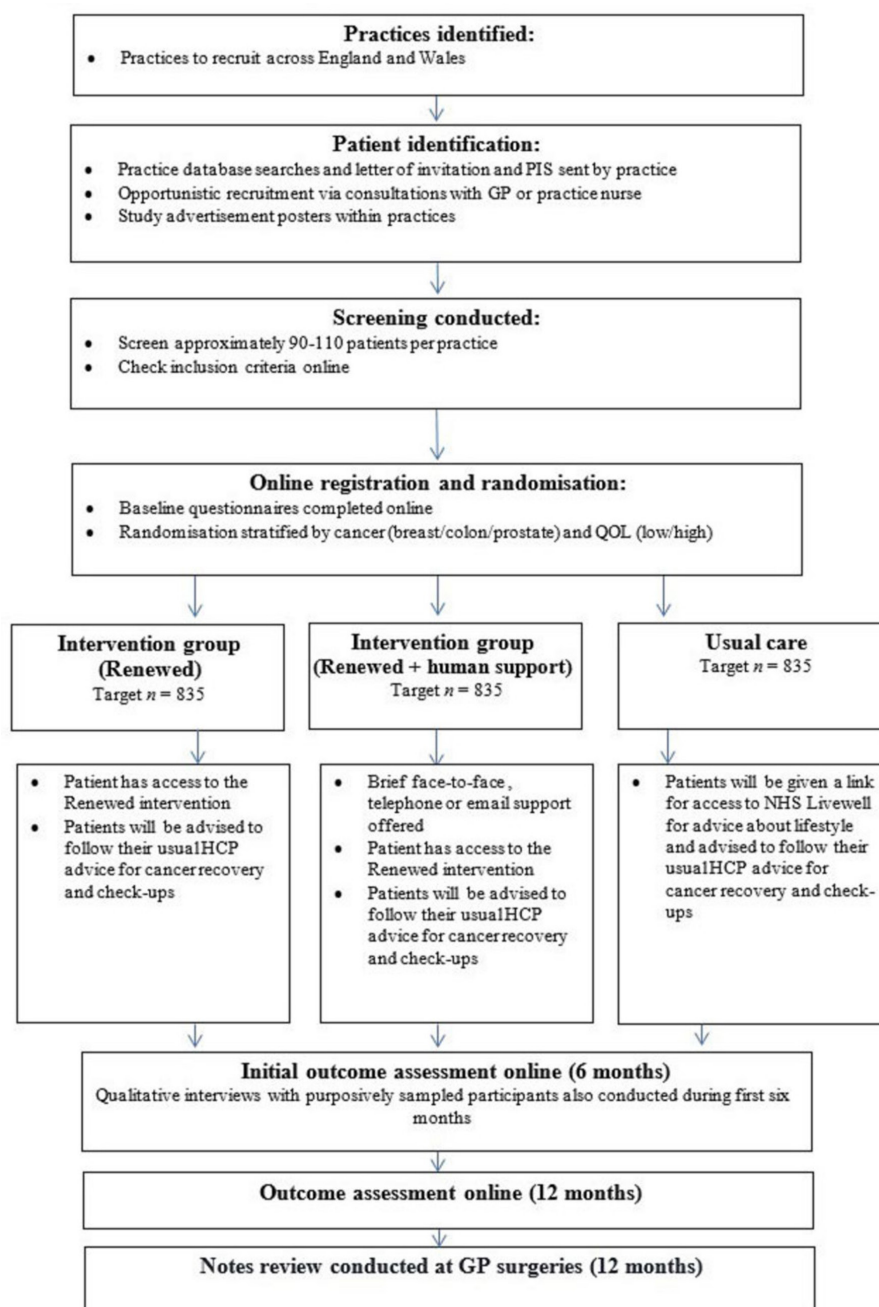 Practices identified:
• Practices to recruit across England and Wales
Patient identification:
• Practice database searches and letter of invitation and PIS sent by practice
• Opportunistic recruitment via consultations with GP or practice nurse
• Study advertisement posters within practices
Screening conducted:
• Screen approximately 90-110 patients per practice
• Check inclusion criteria online
Online registration and randomisation:
• Baseline questionnaires completed online
• Randomisation stratified by cancer (breast/colon/prostate) and QOL (low/high)
Intervention group
(Renewed)
Target n = 835
Intervention group
(Renewed + human support)
Target n = 835
Usual care
Target n = 835
• Patient has access to the
Renewed intervention
• Patients will be advised to
follow their usual HCP
advice for cancer recovery
and check-ups
• Brief face-to-face,
telephone or email support
offered
• Patient has access to the
Renewed intervention
• Patients will be advised to
follow their usual HCP
advice for cancer recovery
and check-ups
• Patients will be given a link
for access to NHS Livewell
for advice about lifestyle
and advised to follow their
usual HCP advice for
cancer recovery and check-
ups
Initial outcome assessment online (6 months)
Qualitative interviews with purposively sampled participants also conducted during first six
months
Outcome assessment online (12 months)
Notes review conducted at GP surgeries (12 months)